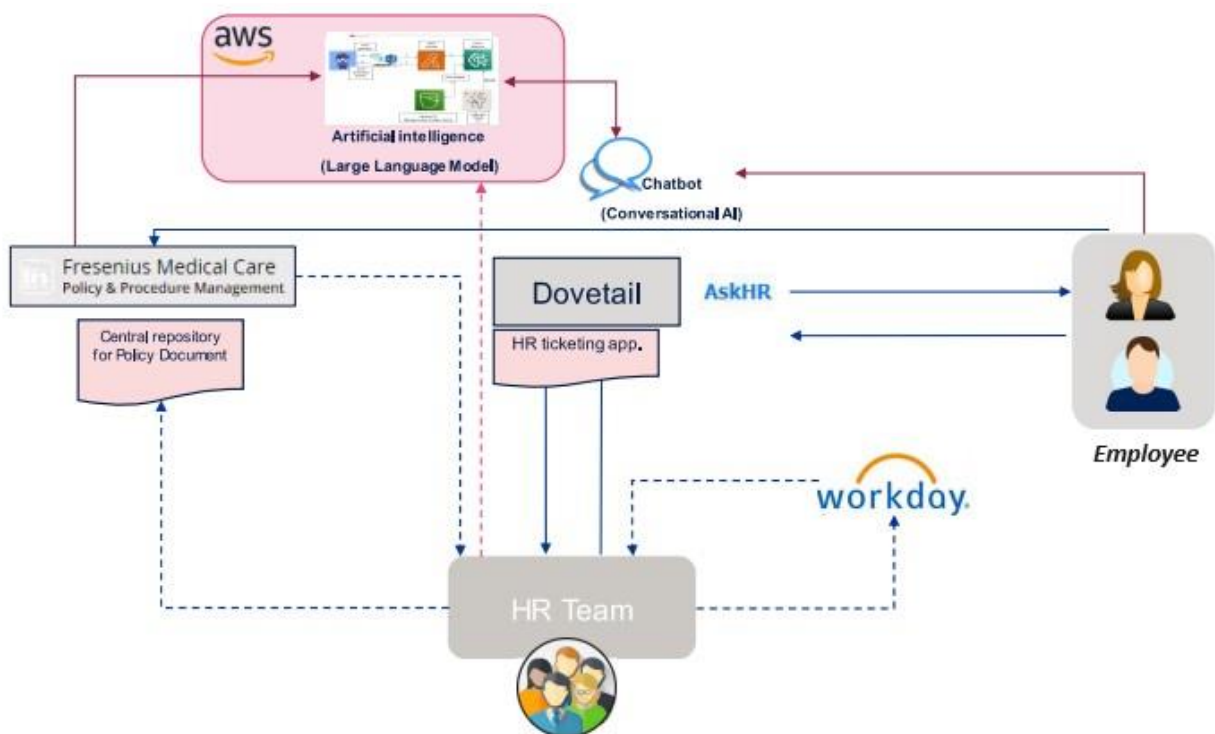 aws
Artificial intelligence
(Large Language Model)
Chatbot
(Conversational AI)
in
Fresenius Medical Care
Policy & Procedure Management
Central repository
for Policy Document
Dovetail
HR ticketing app.
AskHR
Employee
workday.
HR Team